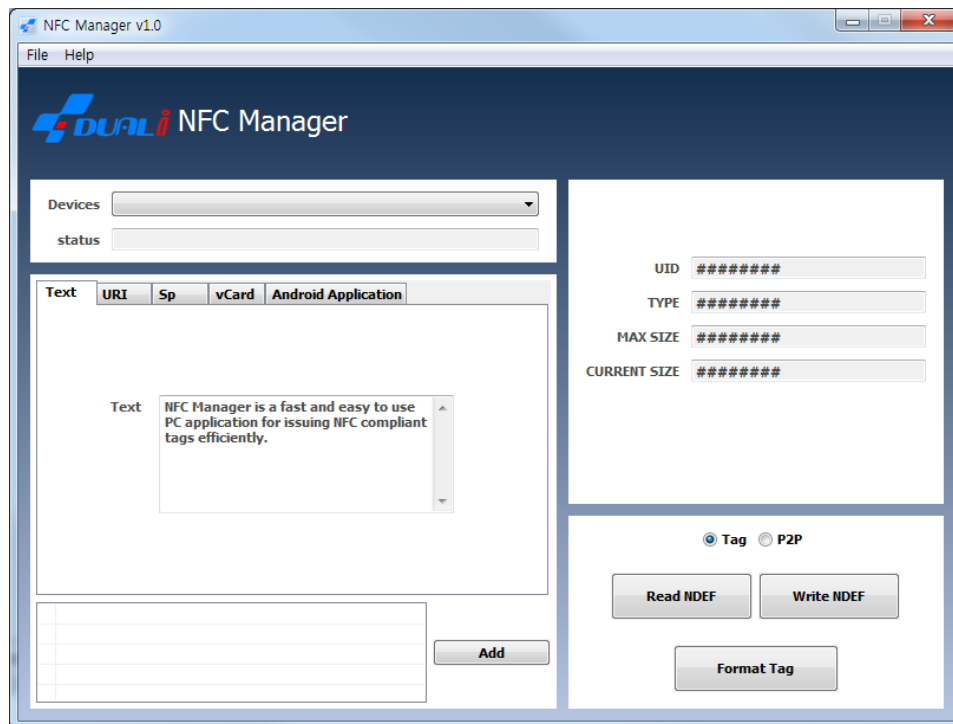 NFC Manager v1.0
File Help
DUALi NFC Manager
Devices
status
Text URI Sp vCard Android Application
Text
NFC Manager is a fast and easy to use
PC application for issuing NFC compliant
tags efficiently.
Add
UID ########
TYPE ########
MAX SIZE ########
CURRENT SIZE ########
Tag P2P
Read NDEF Write NDEF
Format Tag